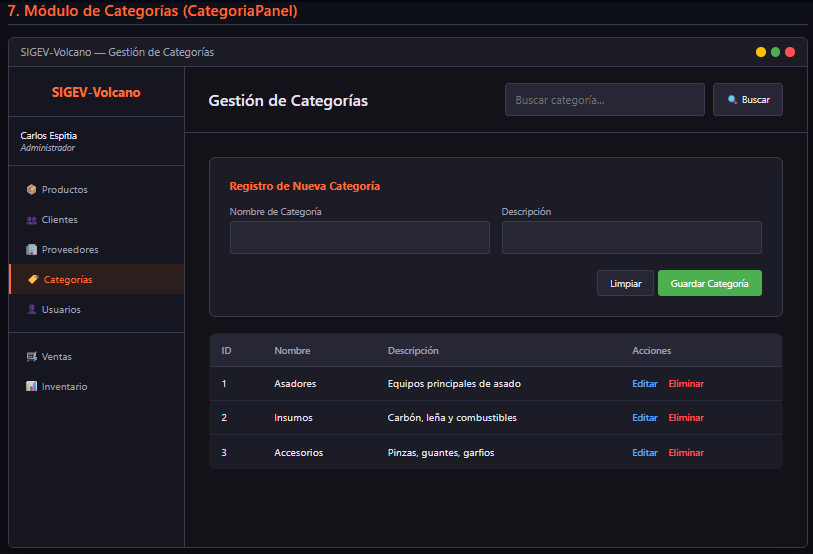 7. Módulo de Categorías (CategoriaPanel)
SIGEV-Volcano — Gestión de Categorías
SIGEV-Volcano
Carlos Espitia
Administrador
Productos
Clientes
Proveedores
Categorías
Usuarios
Ventas
Inventario
Gestión de Categorías
Buscar categoría...
Buscar
Registro de Nueva Categoría
Nombre de Categoría
Descripción
Limpiar
Guardar Categoría
ID Nombre Descripción Acciones
1 Asadores Equipos principales de asado Editar Eliminar
2 Insumos Carbón, leña y combustibles Editar Eliminar
3 Accesorios Pinzas, guantes, garfios Editar Eliminar